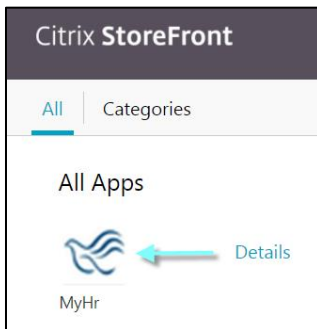 Citrix StoreFront
All Categories
All Apps
Details
MyHr